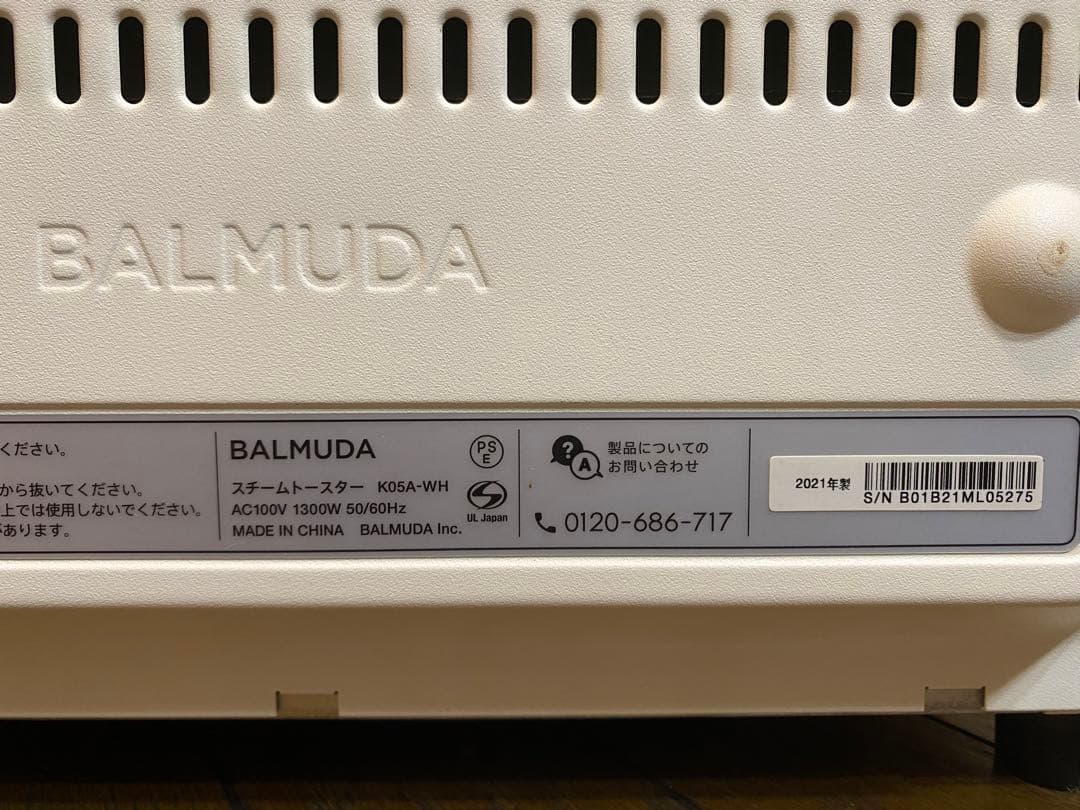 BALMUDA
ください。
から抜いてください。
上では使用しないでください。
があります。
BALMUDA
PS
E
スチームトースター K05A-WH
AC100V 1300W 50/60Hz
MADE IN CHINA BALMUDA Inc.
UL Japan
?
A
製品についての
お問い合わせ
0120-686-717
2021年製
S/N B01B21ML05275